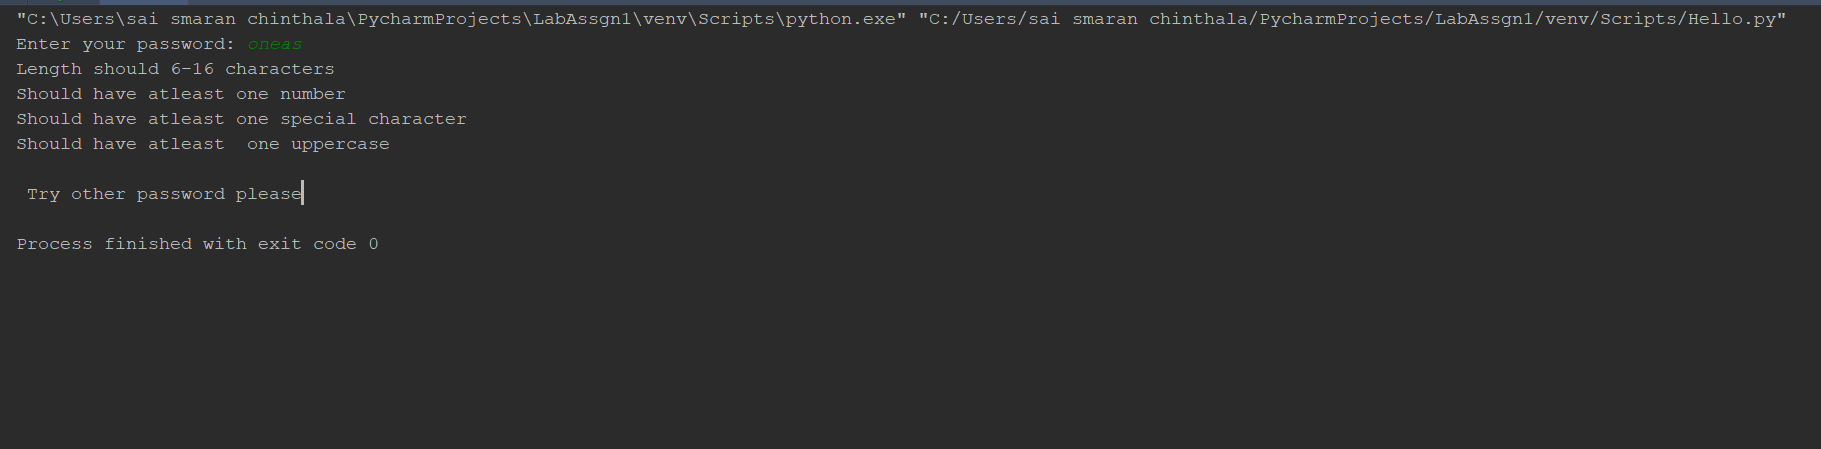 "C:\Users\sai smaran chinthala\PycharmProjects\LabAssgn1\venv\Scripts\python.exe" "C:/Users/sai smaran chinthala/PycharmProjects/LabAssgn1/venv/Scripts/Hello.py"
Enter your password: oneas
Length should 6-16 characters
Should have atleast one number
Should have atleast one special character
Should have atleast  one uppercase
 Try other password please
Process finished with exit code 0